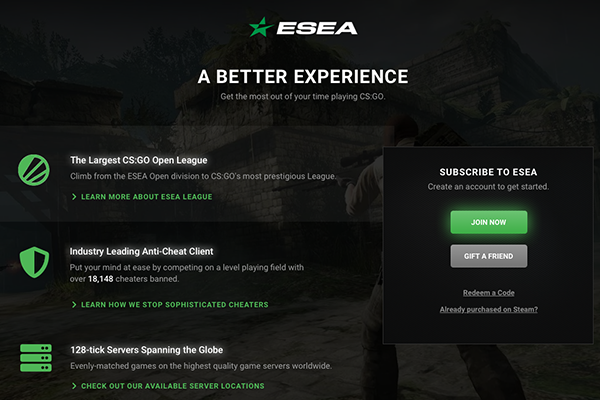 ESEA
A BETTER EXPERIENCE
Get the most out of your time playing CS:GO.
The Largest CS:GO Open League
Climb from the ESEA Open division to CS:GO's most prestigious League.
LEARN MORE ABOUT ESEA LEAGUE
Industry Leading Anti-Cheat Client
Put your mind at ease by competing on a level playing field with
over 18,148 cheaters banned.
LEARN HOW WE STOP SOPHISTICATED CHEATERS
128-tick Servers Spanning the Globe
Evenly-matched games on the highest quality game servers worldwide.
CHECK OUT OUR AVAILABLE SERVER LOCATIONS
SUBSCRIBE TO ESEA
Create an account to get started.
JOIN NOW
GIFT A FRIEND
Redeem a Code
Already purchased on Steam?